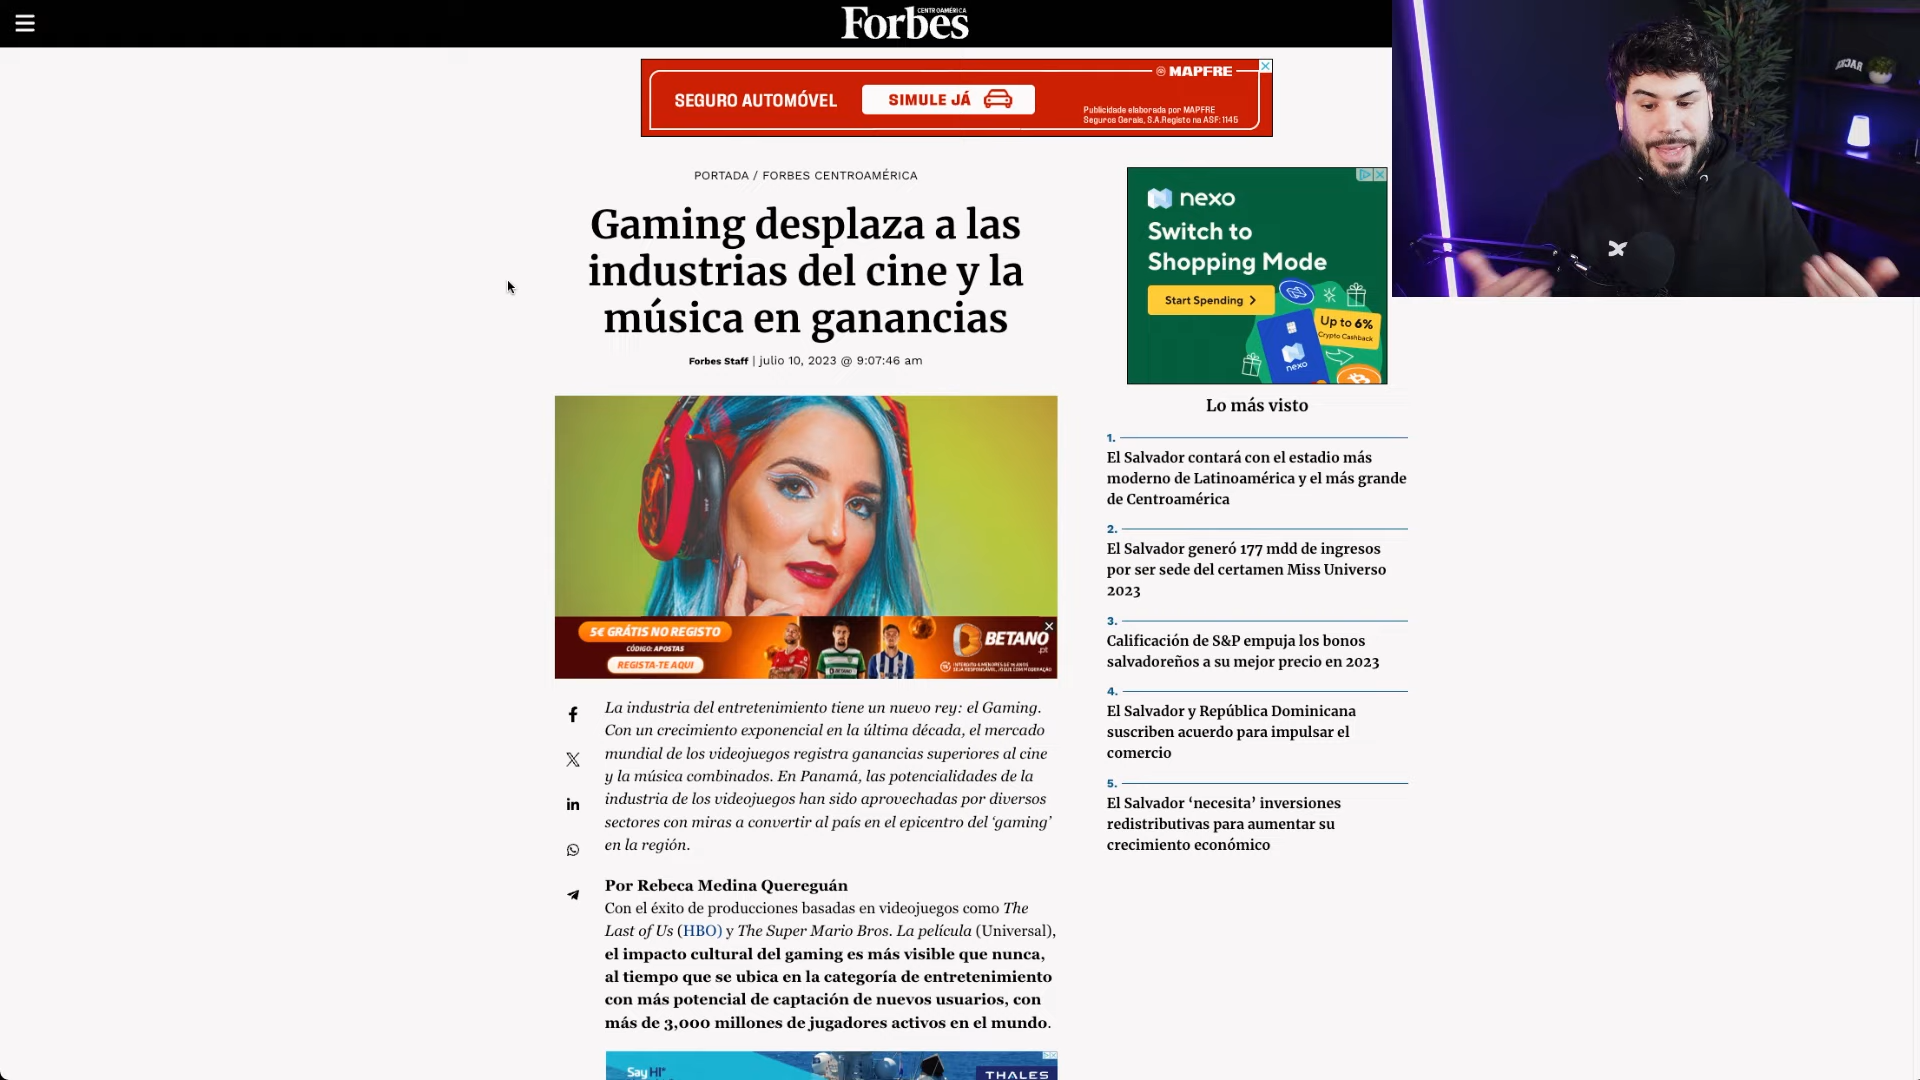 CENTROAMÉRICA
Forbes
MAPFRE
SEGURO AUTOMÓVEL
SIMULE JÁ
Publicidade elaborada por MAPFRE
Seguros Gerais, S.A.Registo na ASF: 1145
PORTADA / FORBES CENTROAMÉRICA
Gaming desplaza a las
industrias del cine y la
música en ganancias
Forbes Staff | julio 10, 2023 @ 9:07:46 am
nexo
Switch to
Shopping Mode
Start Spending
Up to 6%
Crypto Cashback
nexo
5€ GRÁTIS NO REGISTO
CÓDIGO: APOSTAS
REGISTA-TE AQUI
BETANO
.pt
La industria del entretenimiento tiene un nuevo rey: el Gaming.
Con un crecimiento exponencial en la última década, el mercado
mundial de los videojuegos registra ganancias superiores al cine
y la música combinados. En Panamá, las potencialidades de la
industria de los videojuegos han sido aprovechadas por diversos
sectores con miras a convertir al país en el epicentro del ‘gaming’
en la región.
Por Rebeca Medina Quereguán
Con el éxito de producciones basadas en videojuegos como The
Last of Us (HBO) y The Super Mario Bros. La película (Universal),
el impacto cultural del gaming es más visible que nunca,
al tiempo que se ubica en la categoría de entretenimiento
con más potencial de captación de nuevos usuarios, con
más de 3,000 millones de jugadores activos en el mundo.
Say HI
THALES
Lo más visto
1.
El Salvador contará con el estadio más
moderno de Latinoamérica y el más grande
de Centroamérica
2.
El Salvador generó 177 mdd de ingresos
por ser sede del certamen Miss Universo
2023
3.
Calificación de S&P empuja los bonos
salvadoreños a su mejor precio en 2023
4.
El Salvador y República Dominicana
suscriben acuerdo para impulsar el
comercio
5.
El Salvador ‘necesita’ inversiones
redistributivas para aumentar su
crecimiento económico